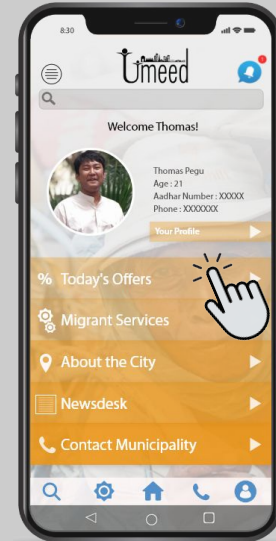 8:30
Umeed
Welcome Thomas!
Thomas Pegu
Age : 21
Aadhar Number : XXXXX
Phone : XXXXXXX
Your Profile
% Today's Offers
Migrant Services
About the City
Newsdesk
Contact Municipality